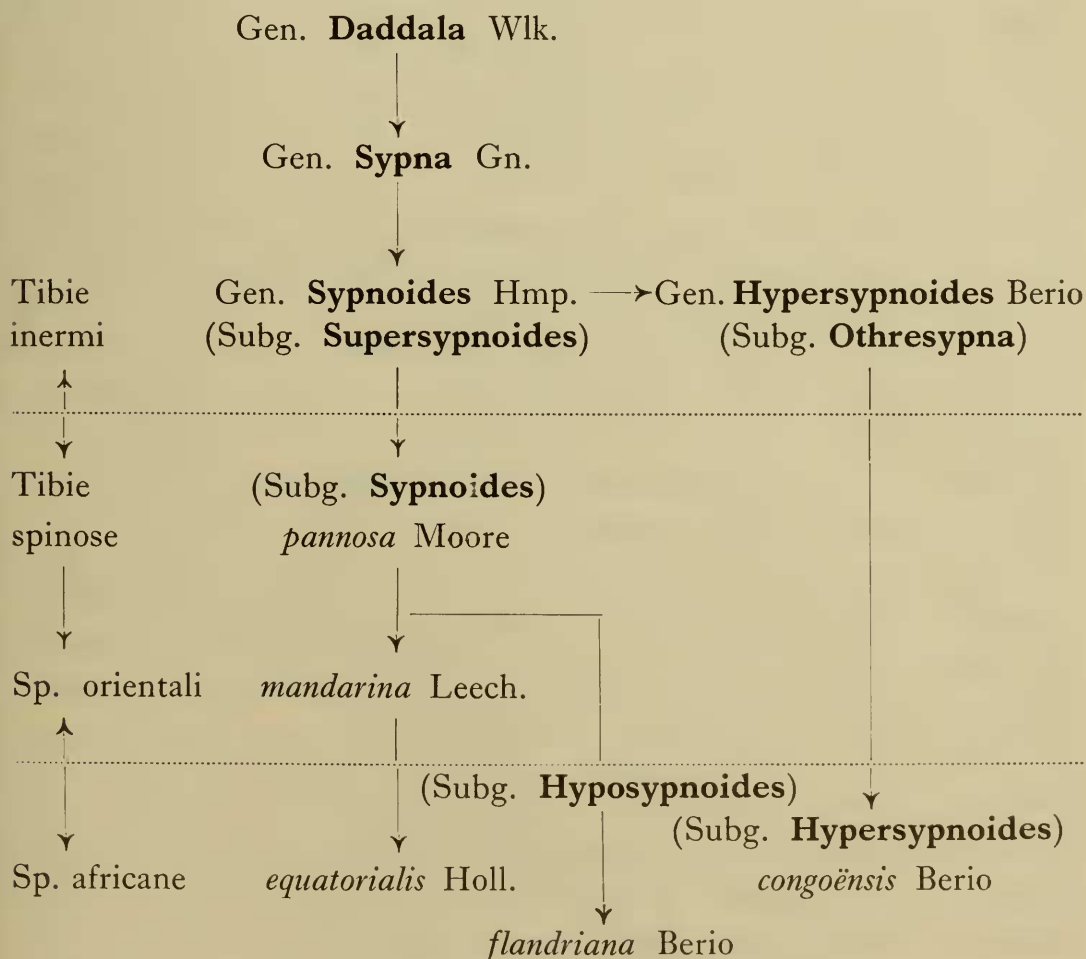 Gen. Daddala Wlk.
Gen. Sypna Gn.
Tibie inermi
Gen. Sypnoides Hmp.
(Subg. Supersypnoides)
Gen. Hypersypnoides Berio
(Subg. Othresypna)
Tibie
spinose
(Subg. Sypnoides)
pannosa Moore
Sp. orientali
mandarina Leech.
(Subg. Hyposypnoides)
(Subg. Hypersypnoides)
Sp. africane
equatorialis Holl.
congoënsis Berio
flandriana Berio